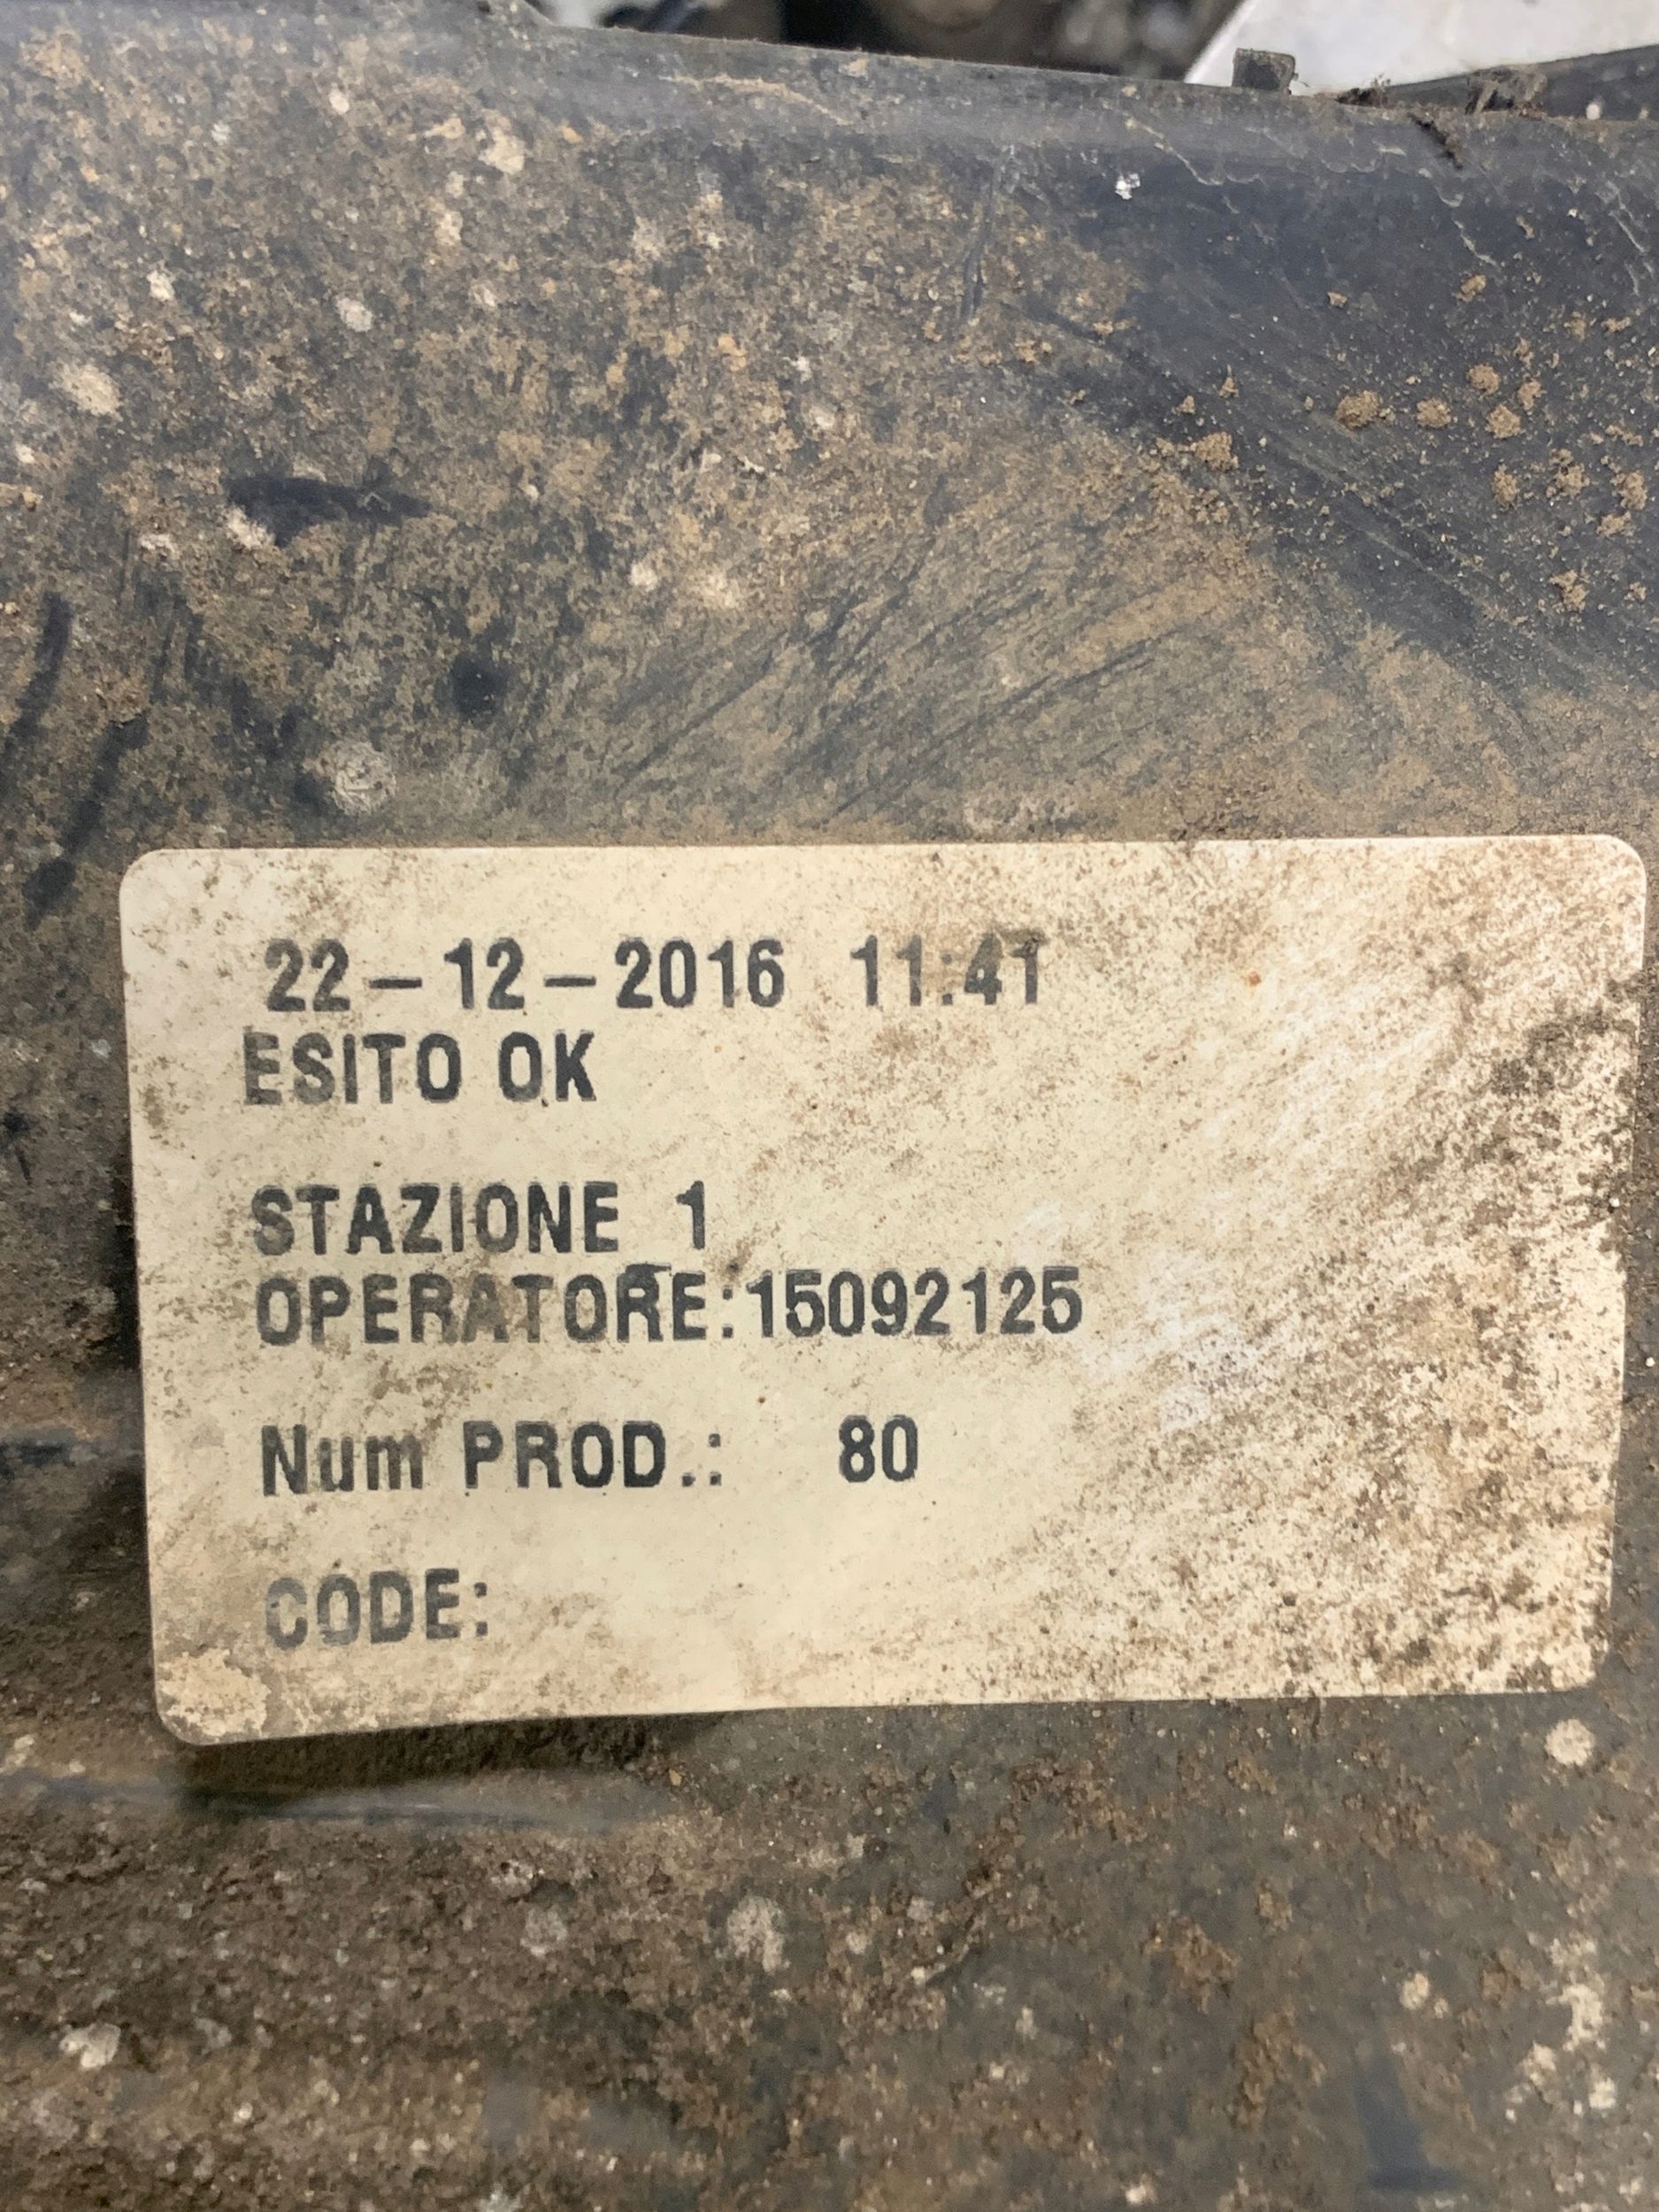 22-12-2016 11:41
ESITO OK
STAZIONE 1
OPERATORE:15092125
Num PROD.: 80
CODE: